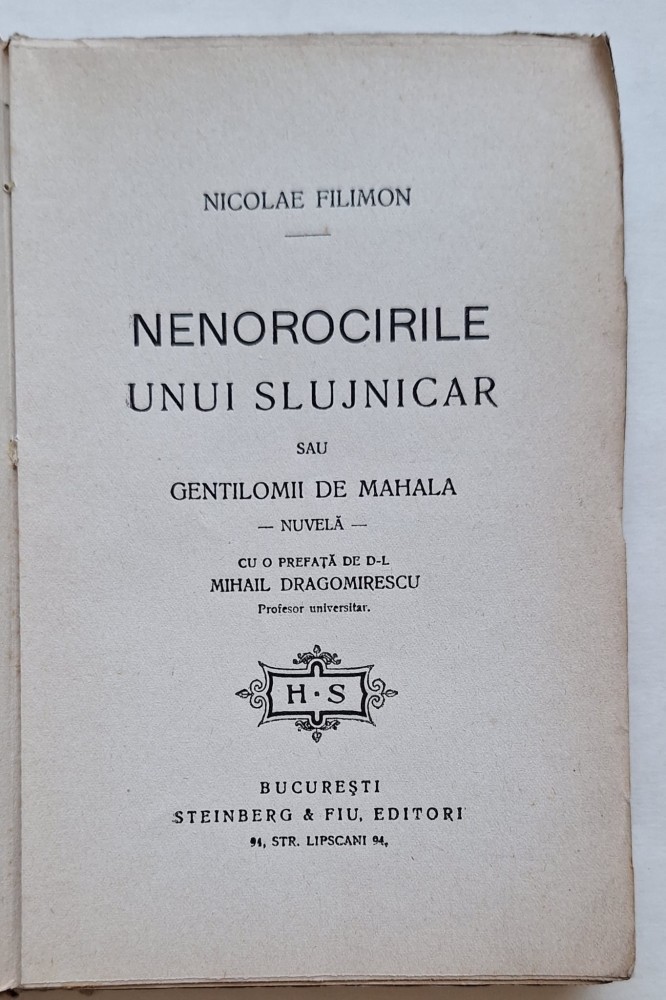 NICOLAE FILIMON
NENOROCIRILE
UNUI SLUJNICAR
SAU
GENTILOMII DE MAHALA
— NUVELĂ —
CU O PREFAȚĂ DE D-L
MIHAIL DRAGOMIRESCU
Profesor universitar.
H · S
BUCUREȘTI
STEINBERG & FIU, EDITORI
94, STR. LIPSCANI 94,